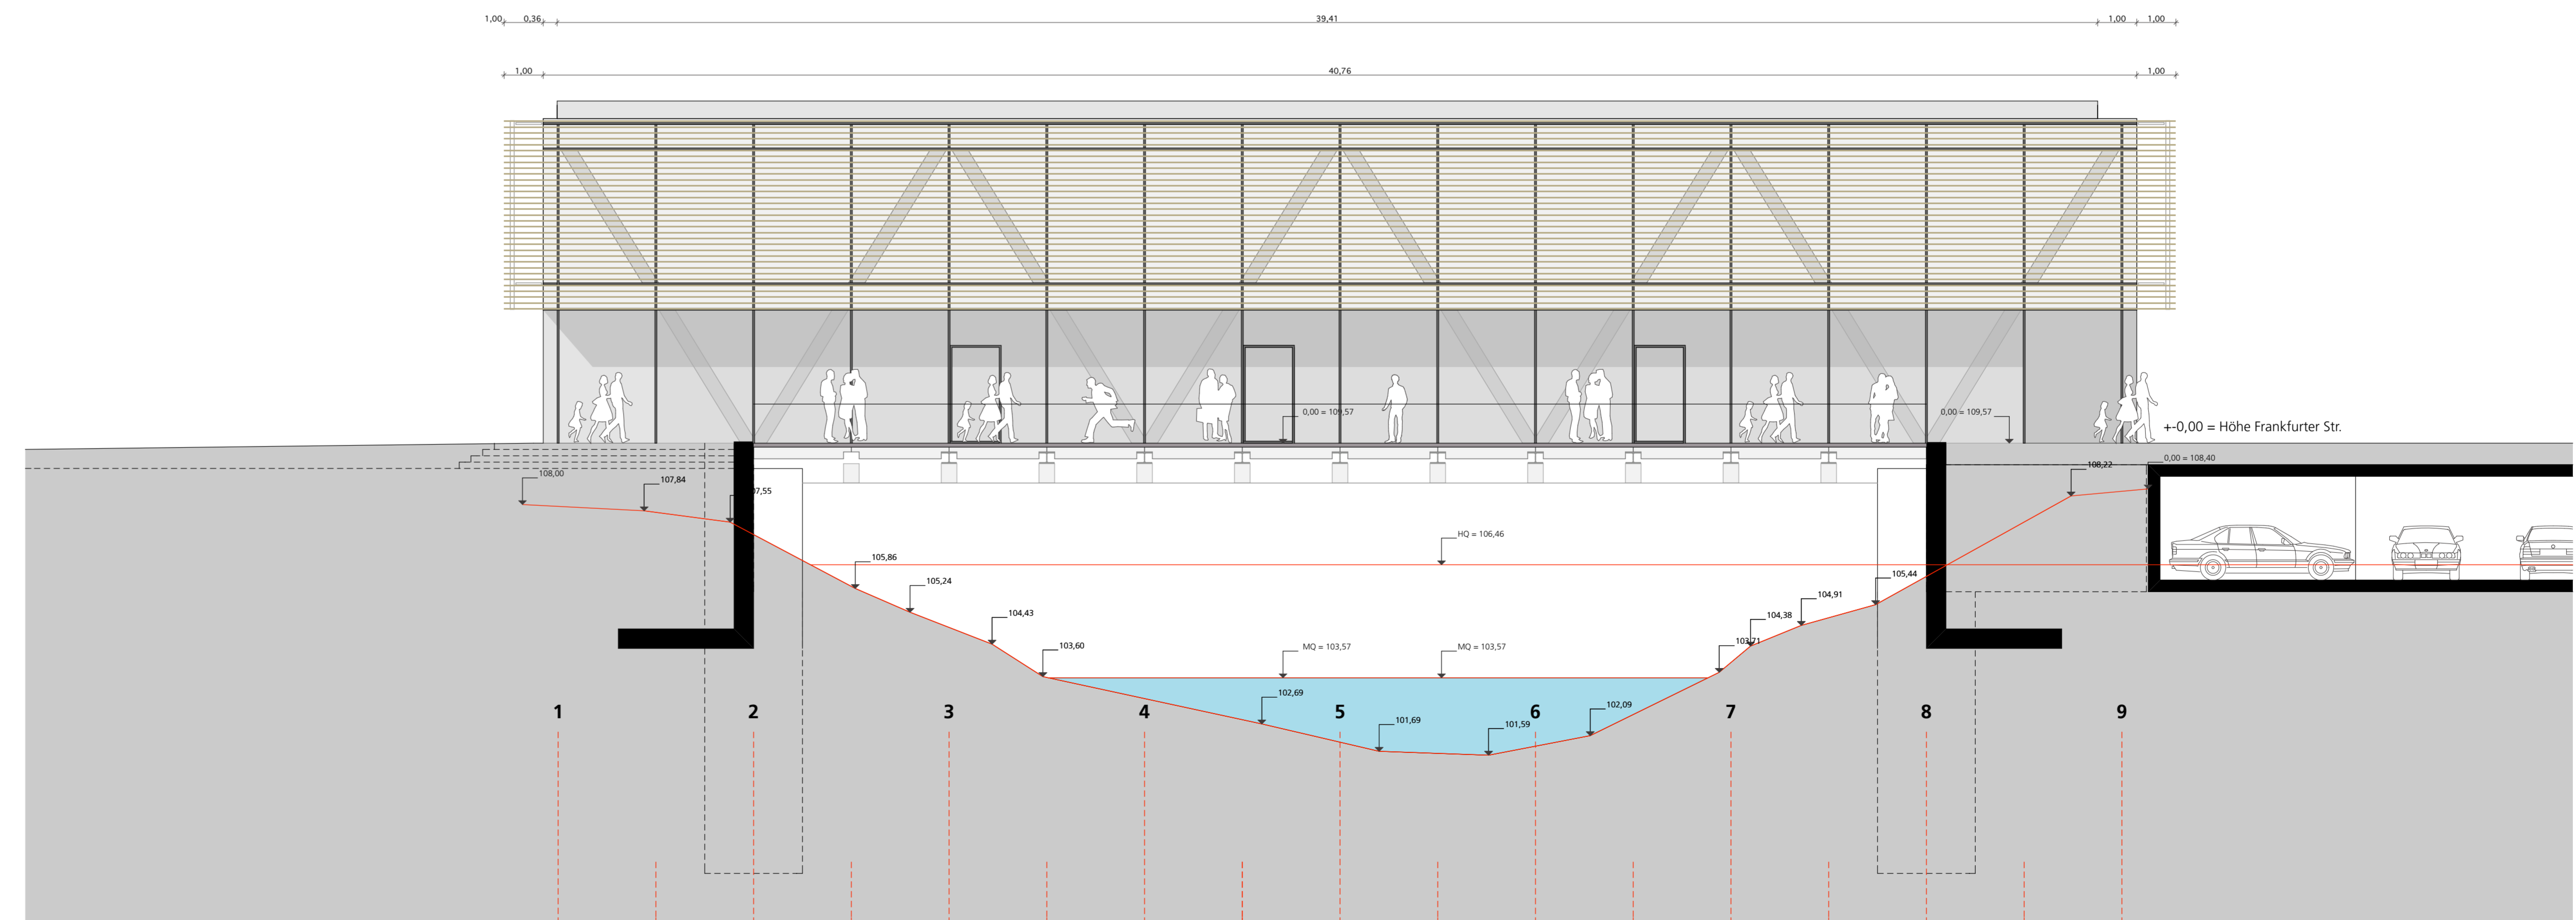 1,00 0,36 39,41 1,00 1,00
1,00 40,76 1,00
0,00 = 109,57
0,00 = 109,57
+-0,00 = Höhe Frankfurter Str.
0,00 = 108,40
108,00
107,84
7,55
108,22
HQ = 106,46
105,86
105,24
105,44
104,91
104,43
104,38
103,60
MQ = 103,57
MQ = 103,57
103,71
102,69
102,09
101,69
101,59
1 2 3 4 5 6 7 8 9